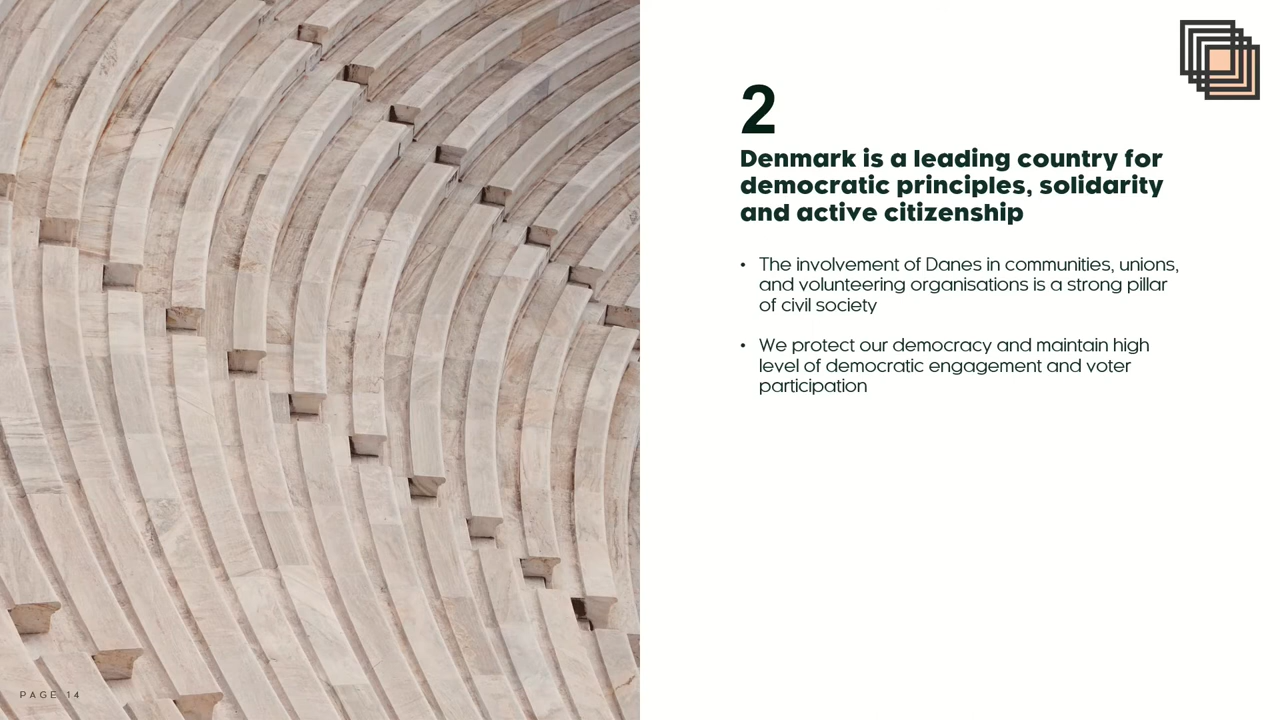 2
Denmark is a leading country for
democratic principles, solidarity
and active citizenship
• The involvement of Danes in communities, unions,
and volunteering organisations is a strong pillar
of civil society
• We protect our democracy and maintain high
level of democratic engagement and voter
participation
PAGE 14